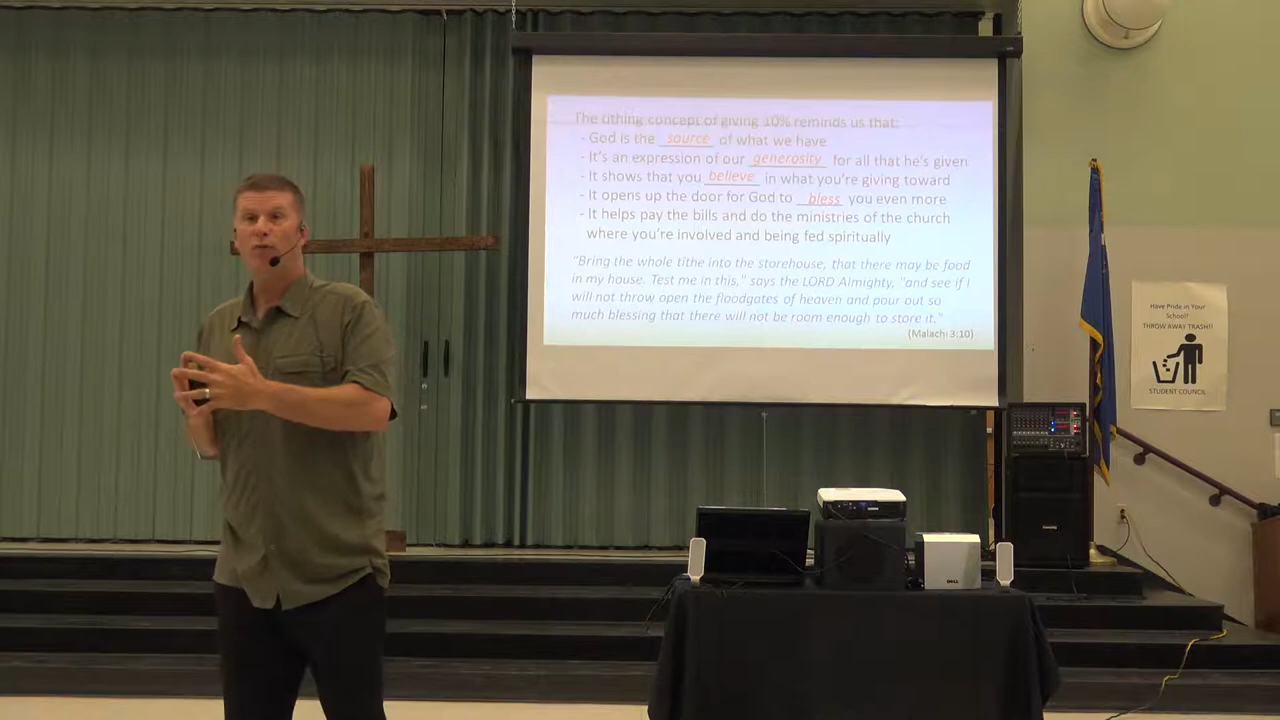 The tithing concept of giving 10% reminds us that:
- God is the source of what we have
- It's an expression of our generosity for all that he's given
- It shows that you believe in what you're giving toward
- It opens up the door for God to bless you even more
- It helps pay the bills and do the ministries of the church
where you're involved and being fed spiritually
"Bring the whole tithe into the storehouse, that there may be food
in my house. Test me in this," says the LORD Almighty, "and see if I
will not throw open the floodgates of heaven and pour out so
much blessing that there will not be room enough to store it."
(Malachi 3:10)
Have Pride in Your
School!
THROW AWAY TRASH!!
STUDENT COUNCIL
DELL